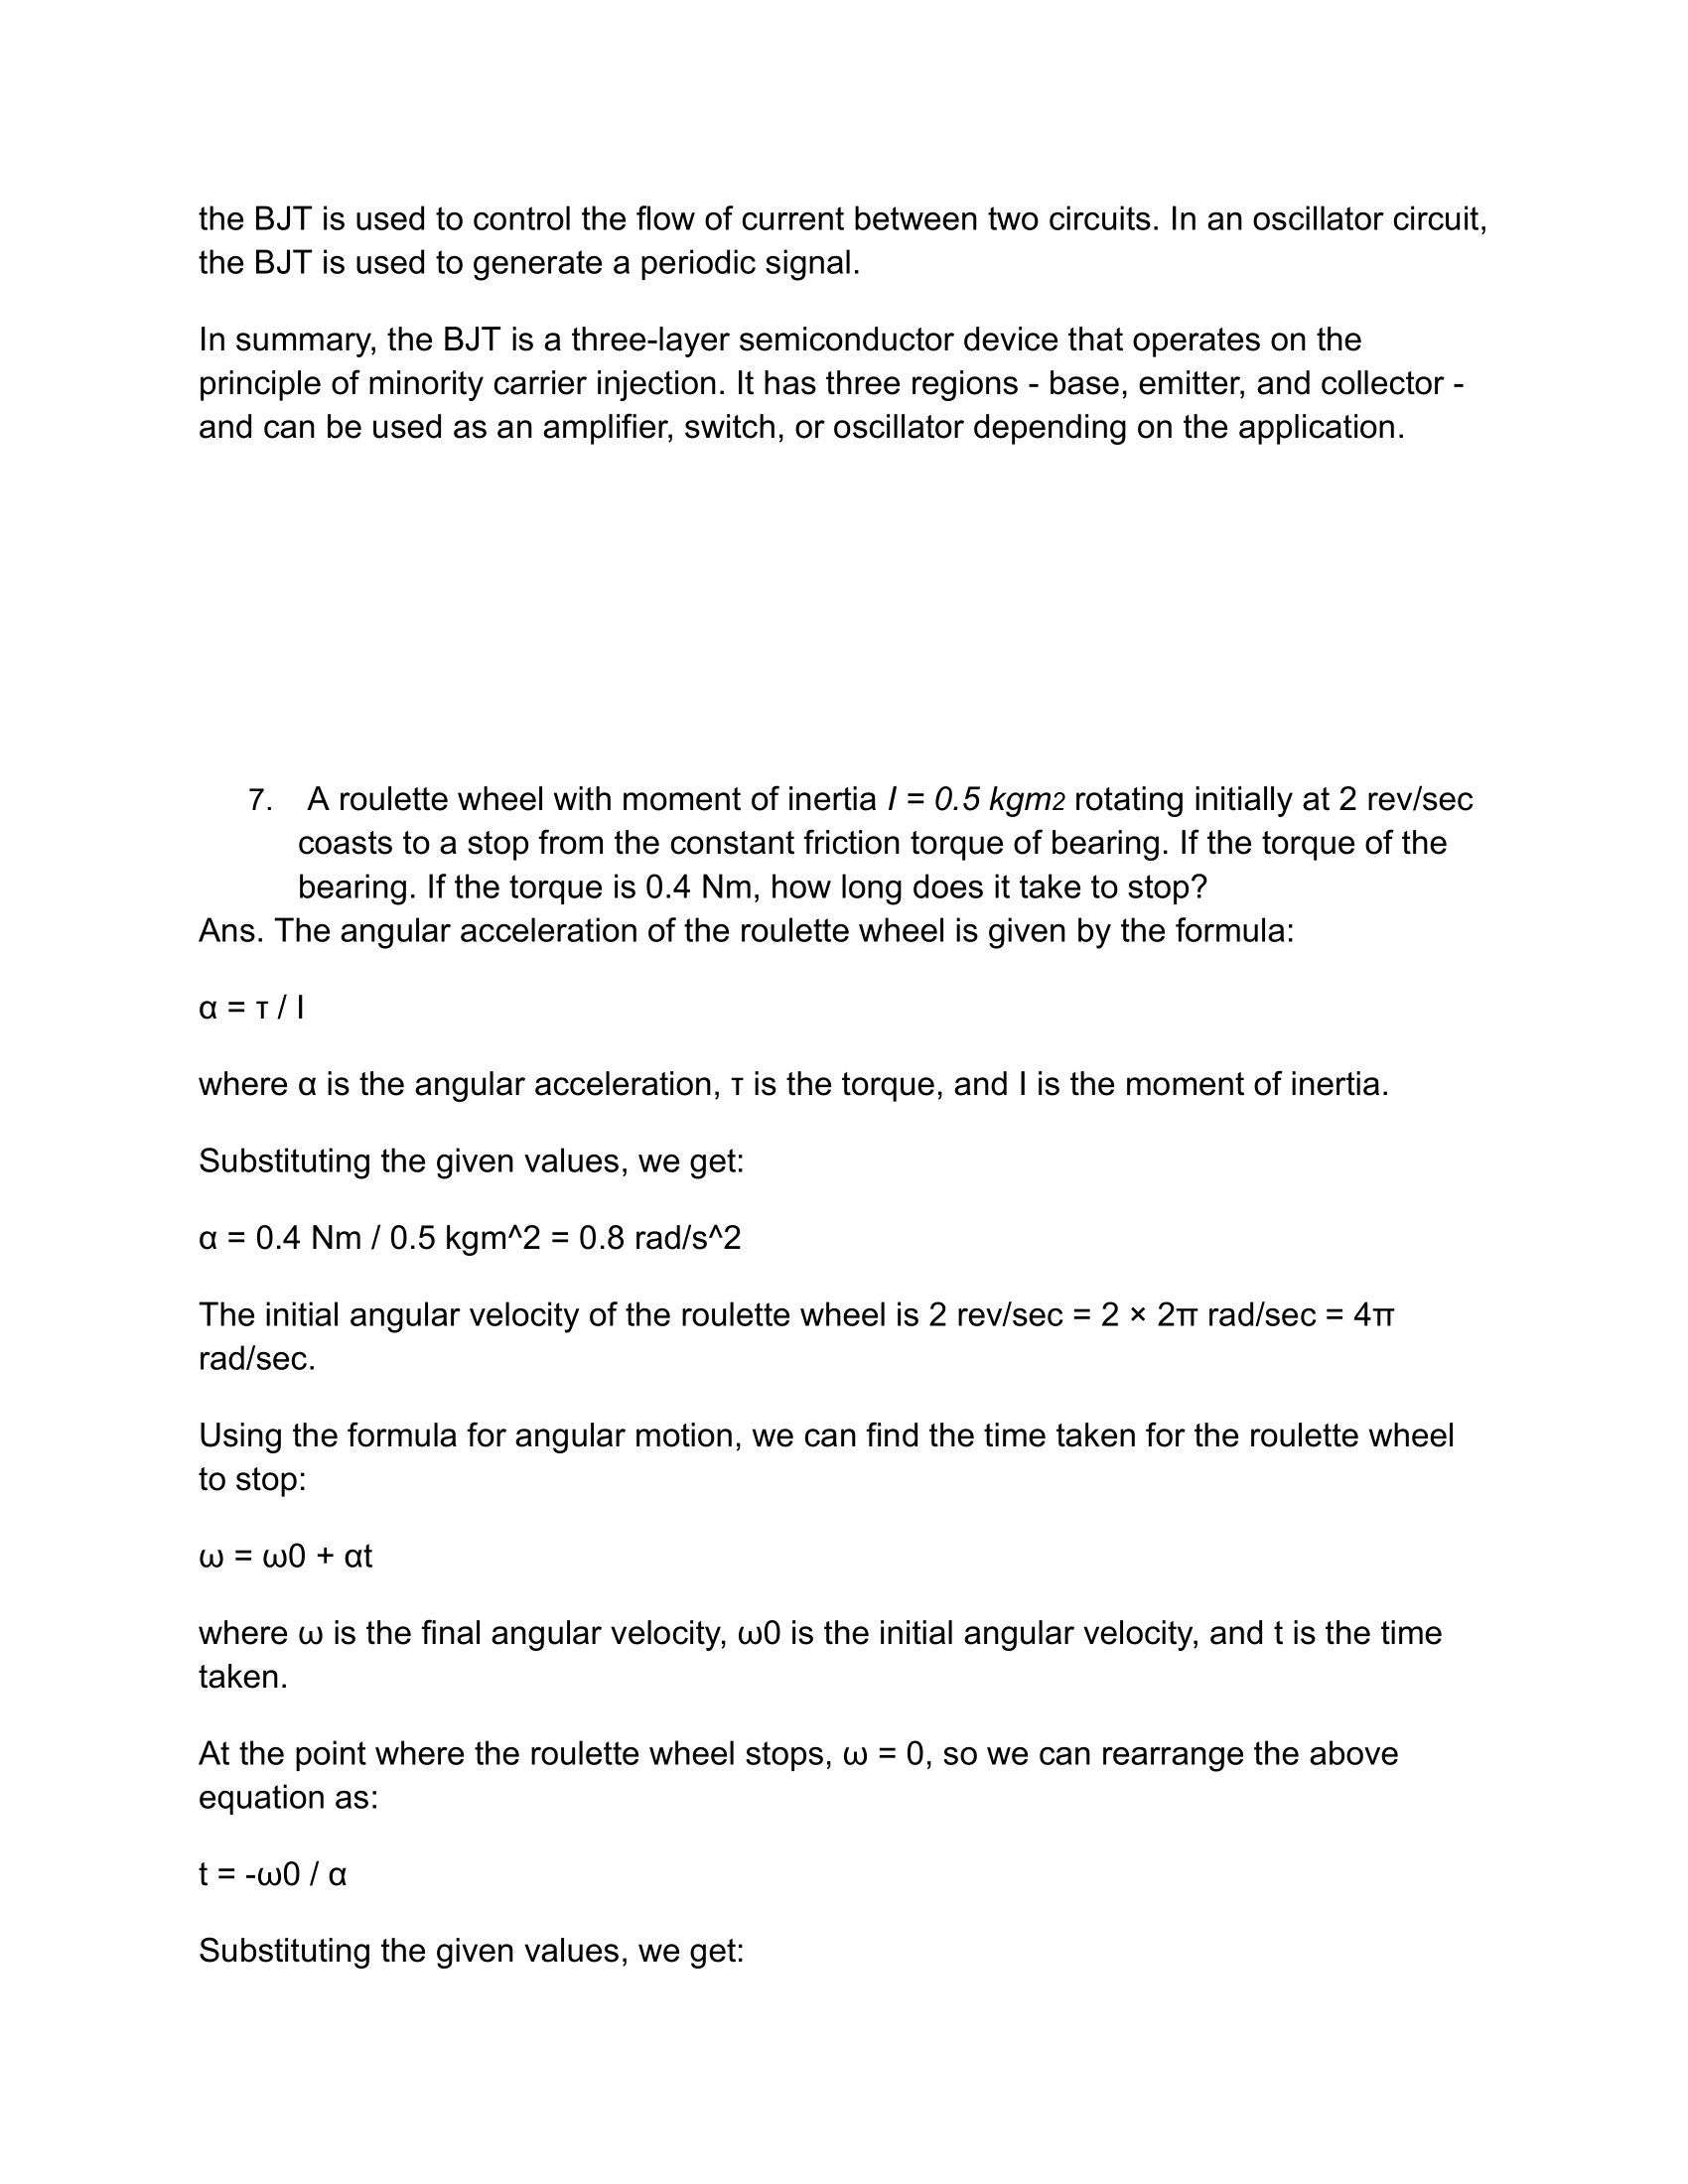 the BJT is used to control the flow of current between two circuits. In an oscillator circuit,
the BJT is used to generate a periodic signal.
In summary, the BJT is a three-layer semiconductor device that operates on the
principle of minority carrier injection. It has three regions - base, emitter, and collector -
and can be used as an amplifier, switch, or oscillator depending on the application.
7. A roulette wheel with moment of inertia I = 0.5 kgm2 rotating initially at 2 rev/sec
coasts to a stop from the constant friction torque of bearing. If the torque of the
bearing. If the torque is 0.4 Nm, how long does it take to stop?
Ans. The angular acceleration of the roulette wheel is given by the formula:
α = τ / I
where α is the angular acceleration, τ is the torque, and I is the moment of inertia.
Substituting the given values, we get:
α = 0.4 Nm / 0.5 kgm^2 = 0.8 rad/s^2
The initial angular velocity of the roulette wheel is 2 rev/sec = 2 × 2π rad/sec = 4π
rad/sec.
Using the formula for angular motion, we can find the time taken for the roulette wheel
to stop:
ω = ω0 + αt
where ω is the final angular velocity, ω0 is the initial angular velocity, and t is the time
taken.
At the point where the roulette wheel stops, ω = 0, so we can rearrange the above
equation as:
t = -ω0 / α
Substituting the given values, we get: